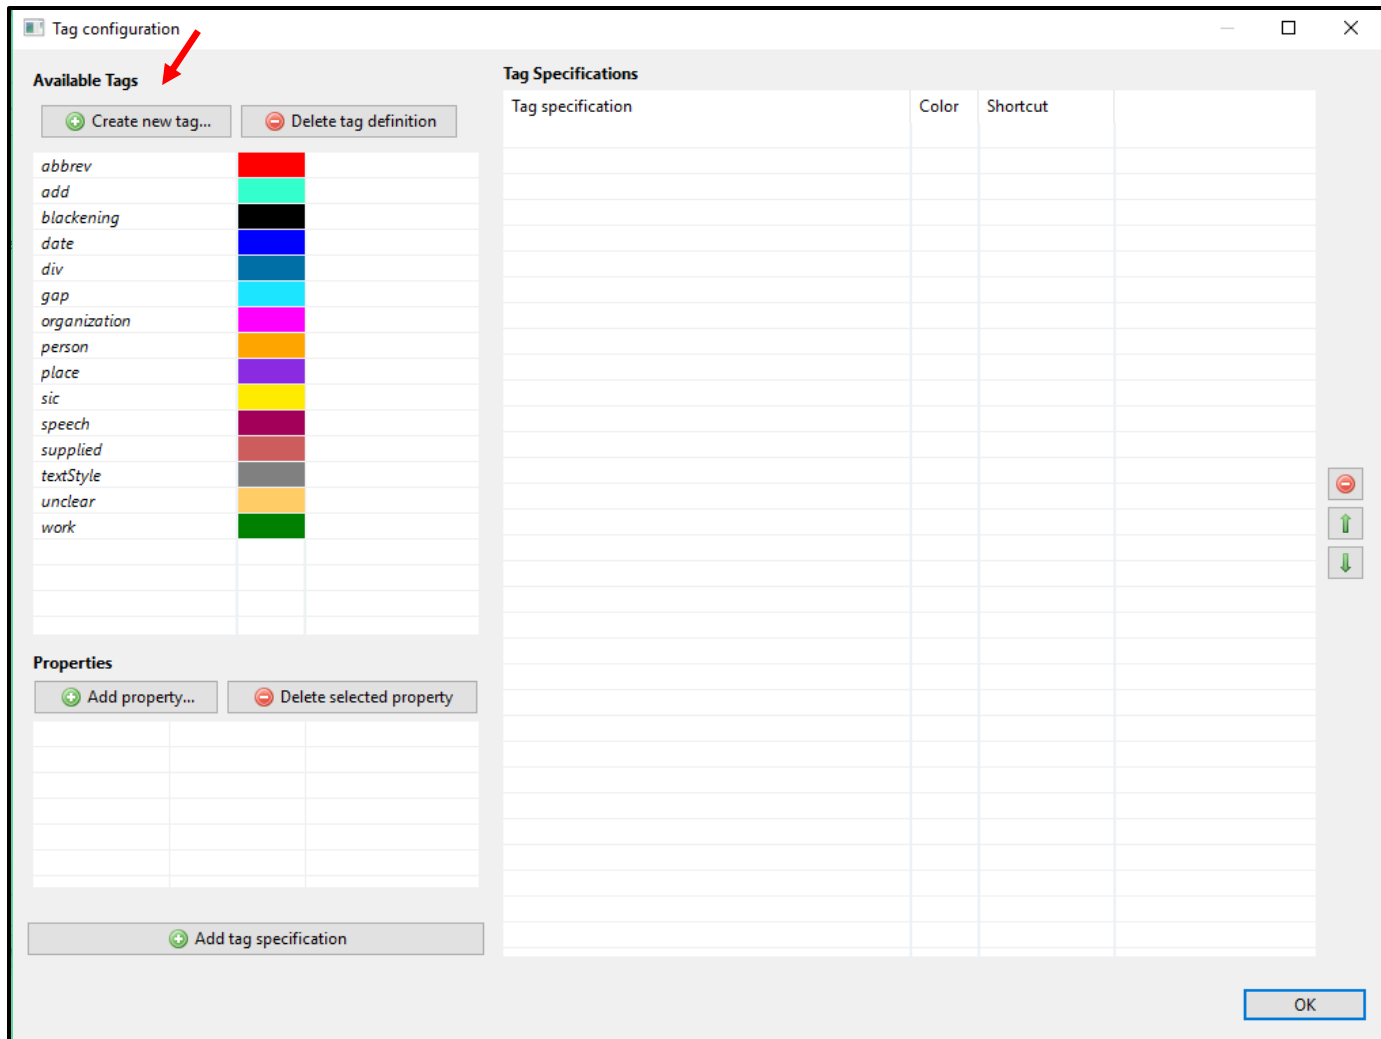 Tag configuration
Available Tags
Create new tag...
Delete tag definition
abbrev
add
blackening
date
div
gap
organization
person
place
sic
speech
supplied
textStyle
unclear
work
Properties
Add property...
Delete selected property
Add tag specification
Tag Specifications
Tag specification Color Shortcut
OK